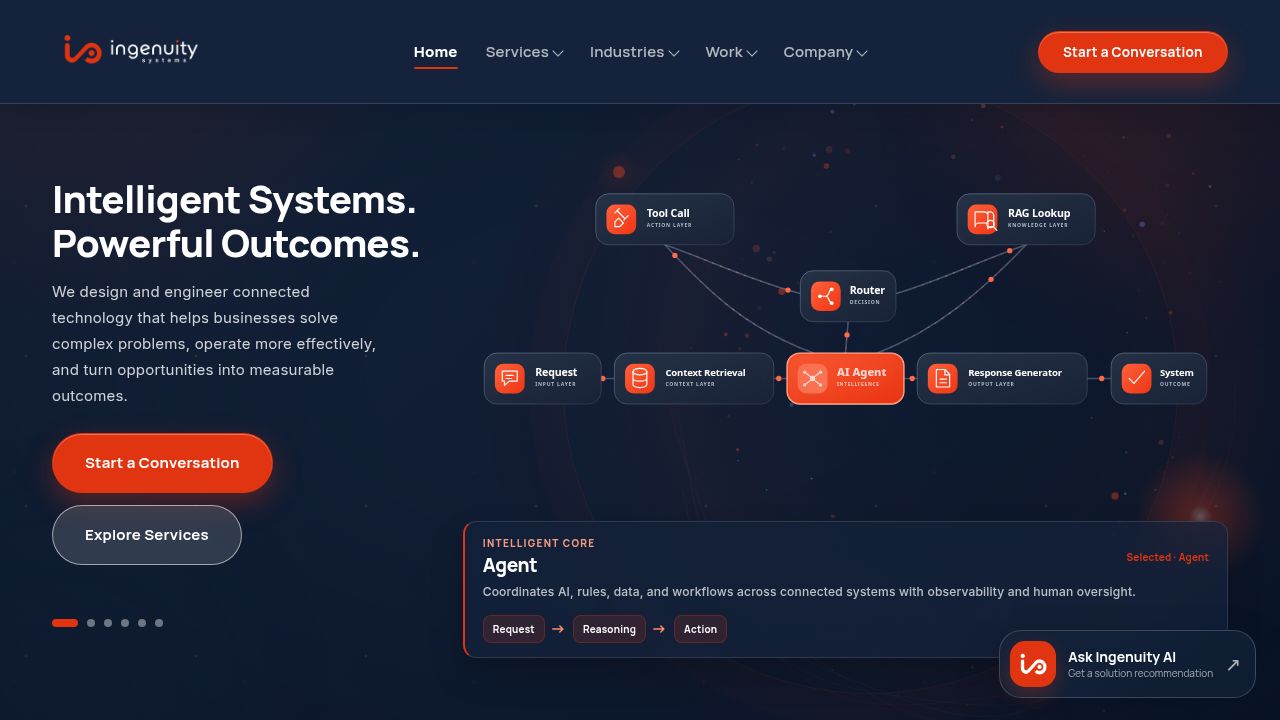 ingenuity
systems
Home
Services
Industries
Work
Company
Start a Conversation
Intelligent Systems.
Powerful Outcomes.
We design and engineer connected
technology that helps businesses solve
complex problems, operate more effectively,
and turn opportunities into measurable
outcomes.
Start a Conversation
Explore Services
Tool Call
ACTION LAYER
RAG Lookup
KNOWLEDGE LAYER
Router
DECISION
Request
INPUT LAYER
Context Retrieval
CONTEXT LAYER
AI Agent
INTELLIGENCE
Response Generator
OUTPUT LAYER
System
OUTCOME
INTELLIGENT CORE
Agent
Selected · Agent
Coordinates AI, rules, data, and workflows across connected systems with observability and human oversight.
Request → Reasoning → Action
Ask Ingenuity AI
Get a solution recommendation
↗